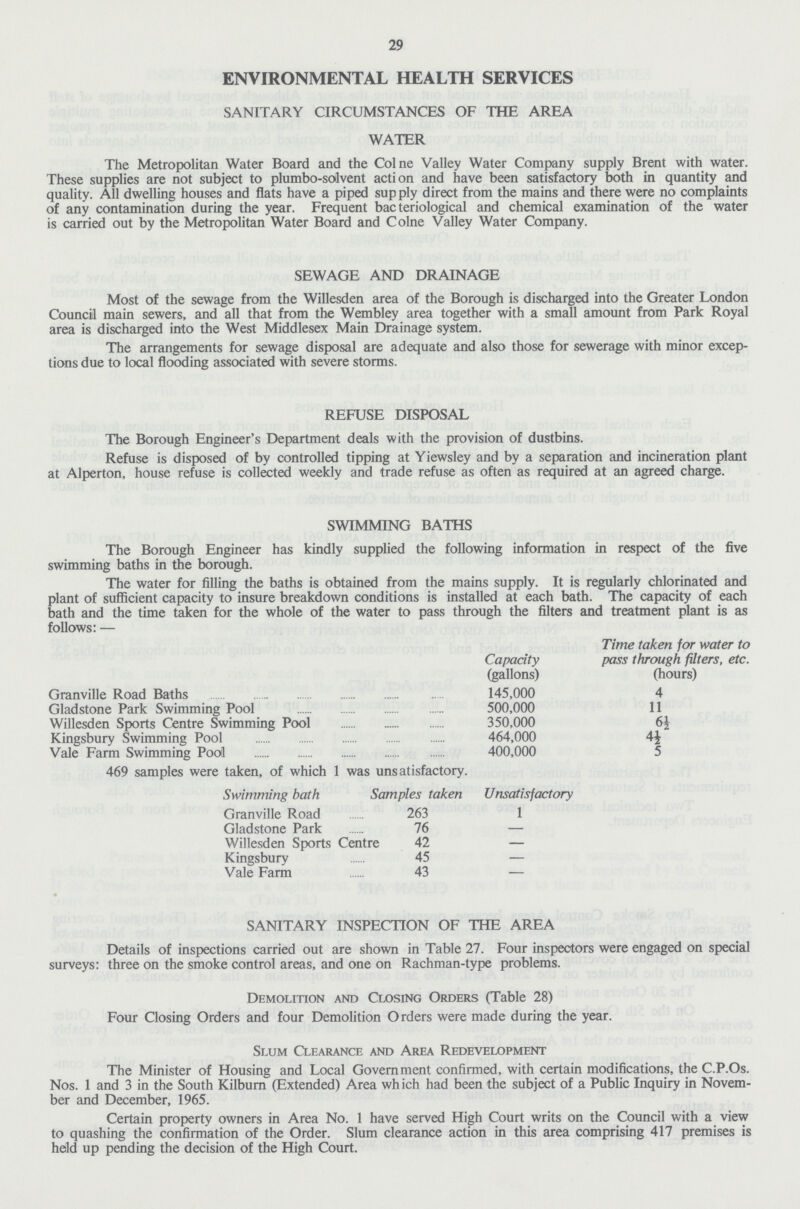 29
ENVIRONMENTAL HEALTH SERVICES
SANITARY CIRCUMSTANCES OF THE AREA
WATER
The Metropolitan Water Board and the Colne Valley Water Company supply Brent with water.
These supplies are not subject to plumbo-solvent action and have been satisfactory both in quantity and
quality. All dwelling houses and flats have a piped supply direct from the mains and there were no complaints
of any contamination during the year. Frequent bacteriological and chemical examination of the water
is carried out by the Metropolitan Water Board and Colne Valley Water Company.
SEWAGE AND DRAINAGE
Most of the sewage from the Willesden area of the Borough is discharged into the Greater London
Council main sewers, and all that from the Wembley area together with a small amount from Park Royal
area is discharged into the West Middlesex Main Drainage system.
The arrangements for sewage disposal are adequate and also those for sewerage with minor excep-
tions due to local flooding associated with severe storms.
REFUSE DISPOSAL
The Borough Engineer's Department deals with the provision of dustbins.
Refuse is disposed of by controlled tipping at Yiewsley and by a separation and incineration plant
at Alperton, house refuse is collected weekly and trade refuse as often as required at an agreed charge.
SWIMMING BATHS
The Borough Engineer has kindly supplied the following information in respect of the five
swimming baths in the borough.
The water for filling the baths is obtained from the mains supply. It is regularly chlorinated and
plant of sufficient capacity to insure breakdown conditions is installed at each bath. The capacity of each
bath and the time taken for the whole of the water to pass through the filters and treatment plant is as
follows: —
Time taken for water to
Capacity pass through filters, etc.
(gallons) (hours)
Granville Road Baths ...... ...... ...... ...... ...... ...... 145,000 4
Gladstone Park Swimming Pool ...... ...... ...... ...... 500,000 11
Willesden Sports Centre Swimming Pool ...... ...... ...... 350,000 6½
Kingsbury Swimming Pool ...... ...... ...... ...... ...... 464,000 4½
Vale Farm Swimming Pool ...... ...... ...... ...... ...... 400,000 5
469 samples were taken, of which 1 was unsatisfactory.
Swimming bath Samples taken Unsatisfactory
Granville Road ...... 263 1
Gladstone Park ...... 76 —
Willesden Sports Centre 42 —
Kingsbury ...... 45 —
Vale Farm ...... 43 —
SANITARY INSPECTION OF THE AREA
Details of inspections carried out are shown in Table 27. Four inspectors were engaged on special
surveys: three on the smoke control areas, and one on Rachman-type problems.
DEMOLITION AND CLOSING ORDERS (Table 28)
Four Closing Orders and four Demolition Orders were made during the year.
SLUM CLEARANCE AND AREA REDEVELOPMENT
The Minister of Housing and Local Government confirmed, with certain modifications, the C.P.Os.
Nos. 1 and 3 in the South Kilburn (Extended) Area which had been the subject of a Public Inquiry in Novem-
ber and December, 1965.
Certain property owners in Area No. 1 have served High Court writs on the Council with a view
to quashing the confirmation of the Order. Slum clearance action in this area comprising 417 premises is
held up pending the decision of the High Court.